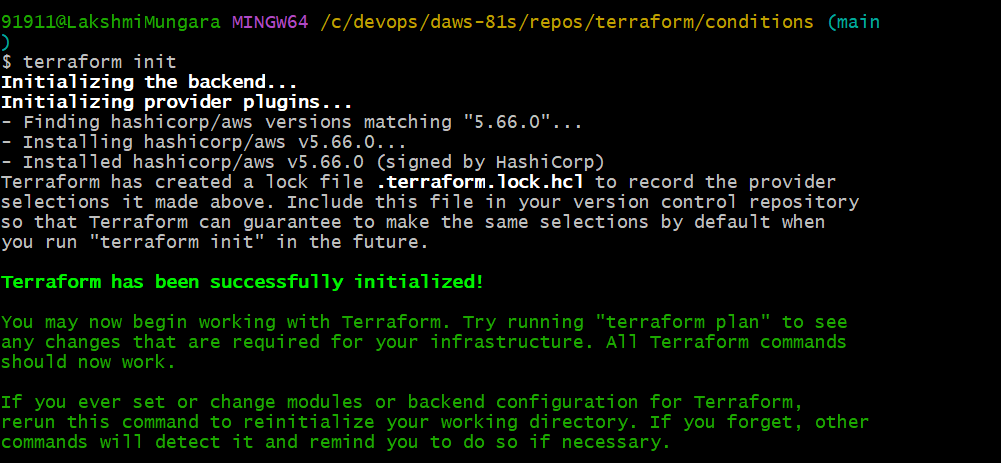 91911@LakshmiMungara MINGW64 /c/devops/daws-81s/repos/terraform/conditions (main
)
$ terraform init
Initializing the backend...
Initializing provider plugins...
- Finding hashicorp/aws versions matching "5.66.0"...
- Installing hashicorp/aws v5.66.0...
- Installed hashicorp/aws v5.66.0 (signed by HashiCorp)
Terraform has created a lock file .terraform.lock.hcl to record the provider
selections it made above. Include this file in your version control repository
so that Terraform can guarantee to make the same selections by default when
you run "terraform init" in the future.
Terraform has been successfully initialized!
You may now begin working with Terraform. Try running "terraform plan" to see
any changes that are required for your infrastructure. All Terraform commands
should now work.
If you ever set or change modules or backend configuration for Terraform,
rerun this command to reinitialize your working directory. If you forget, other
commands will detect it and remind you to do so if necessary.